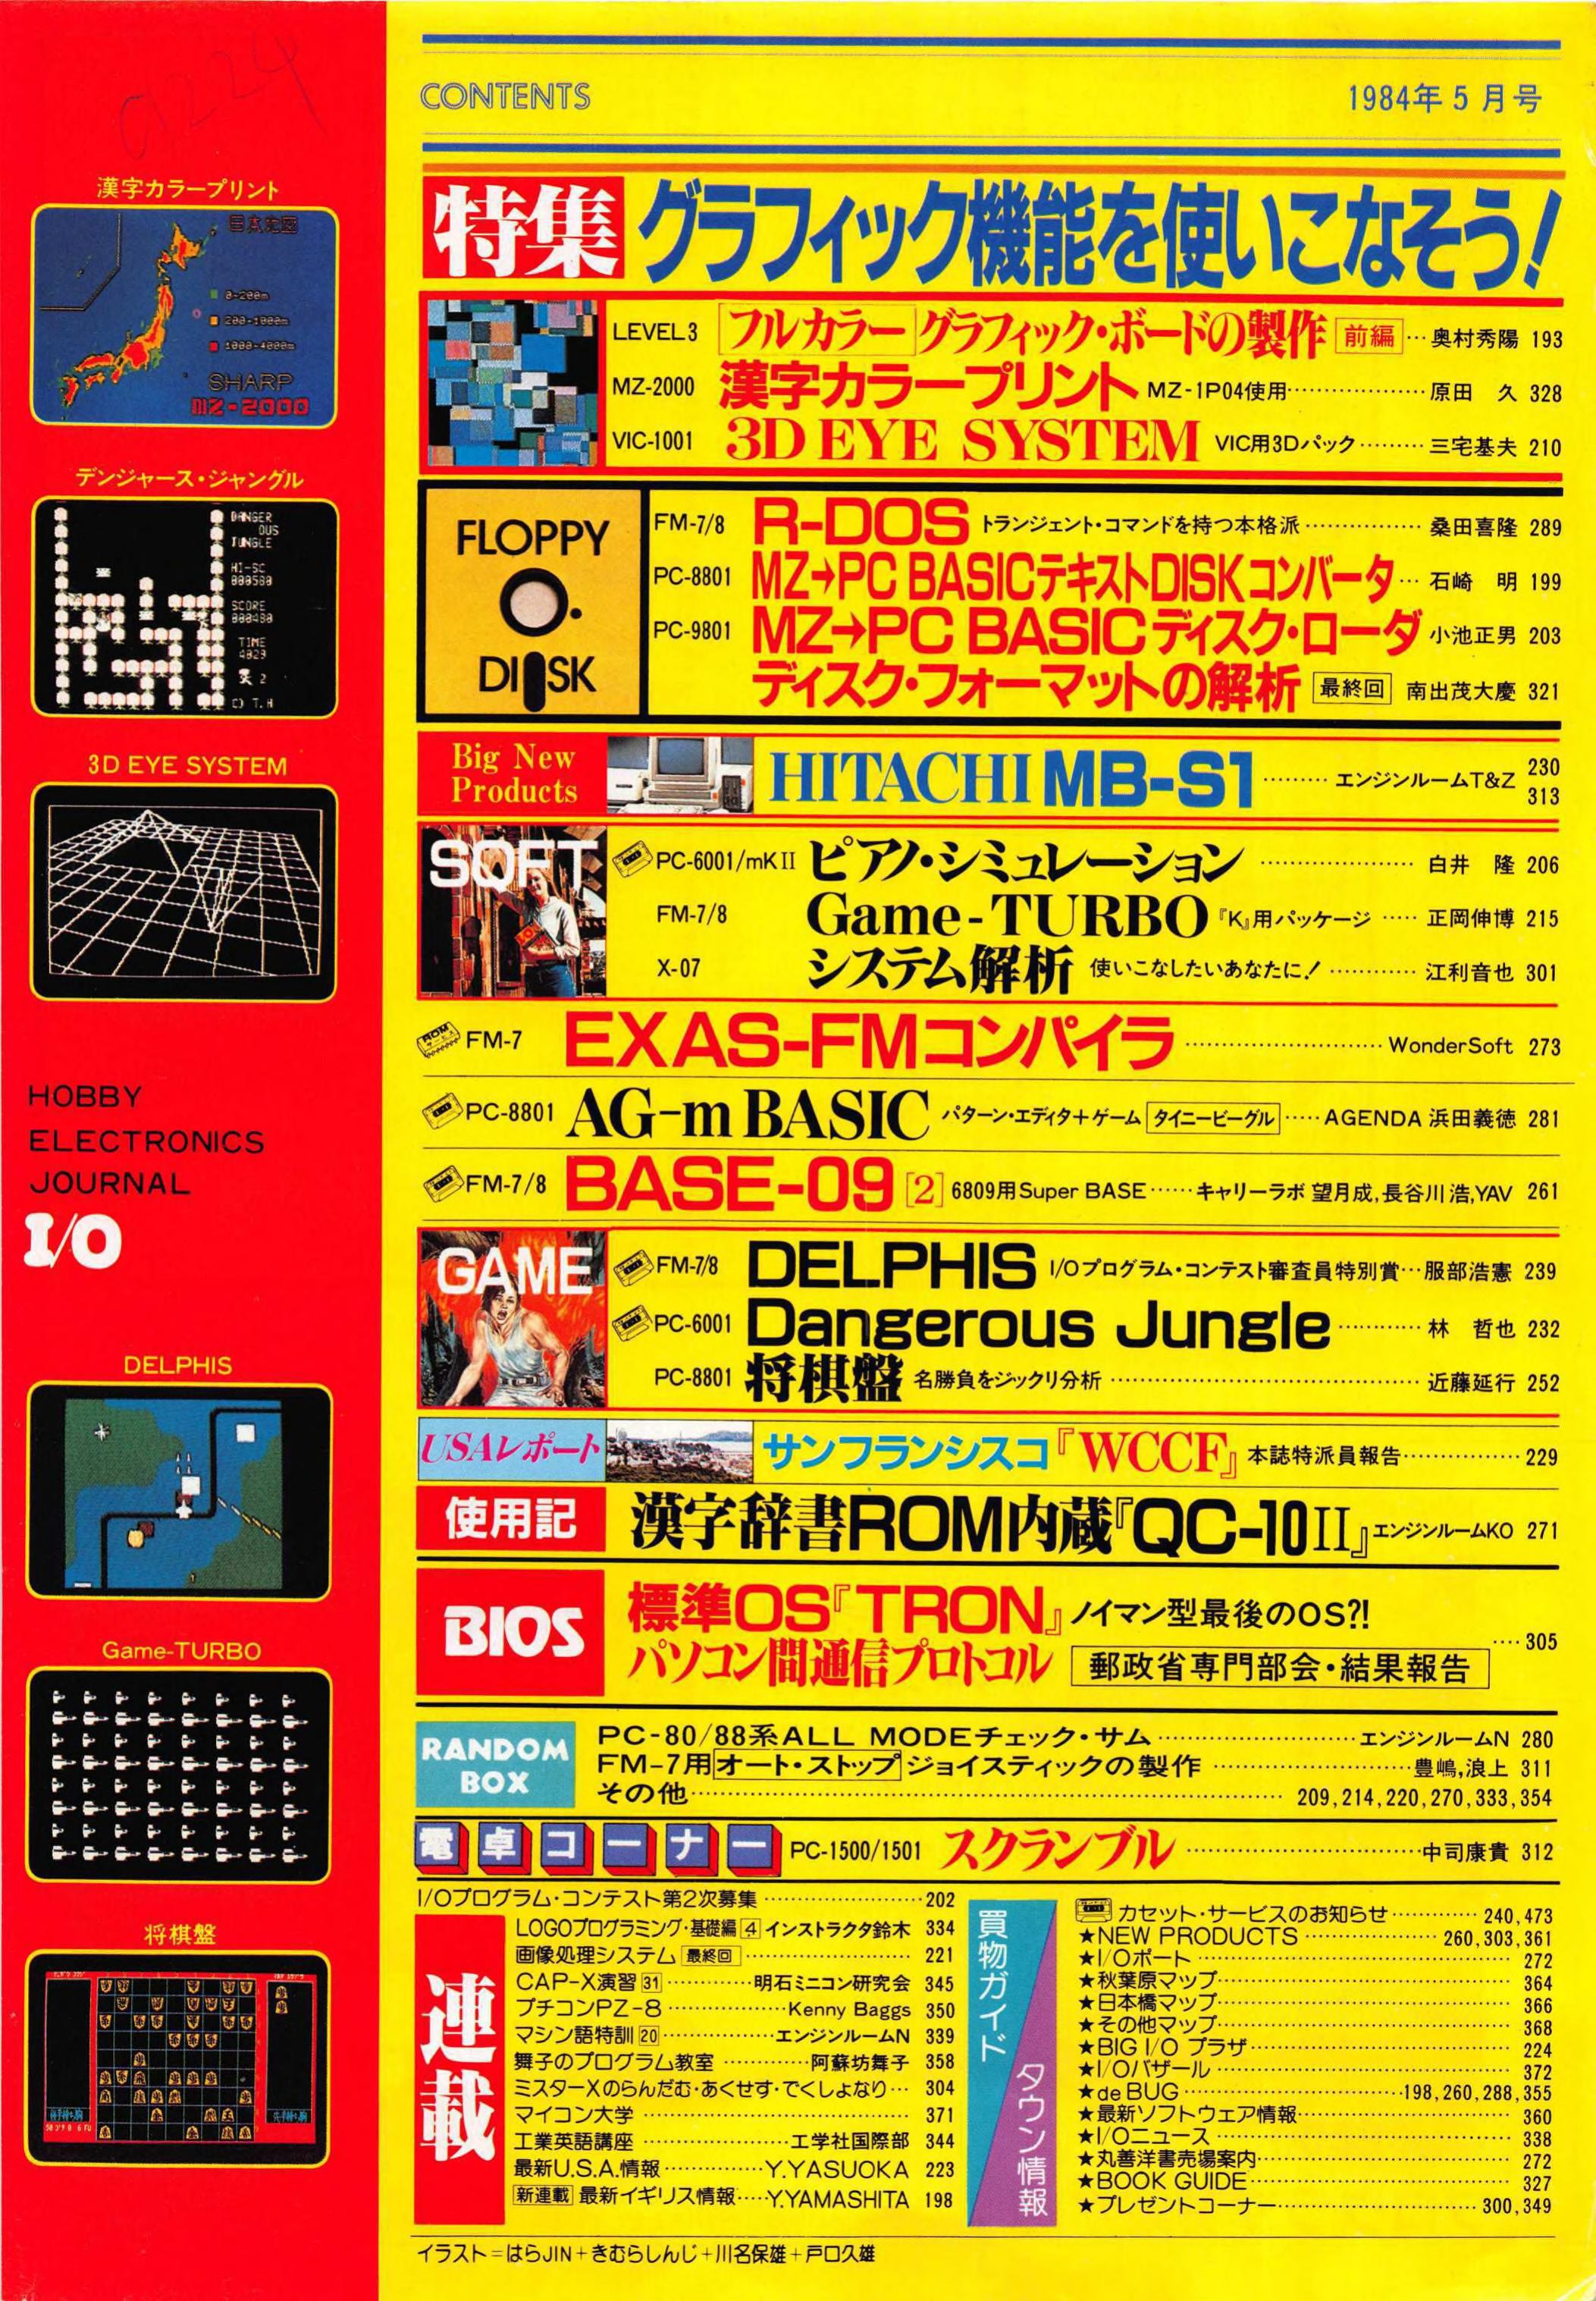 漢字カラープリント
日本地図
0-200m
200-1000m
1000-4000m
SHARP
MZ-2000
デンジャース・ジャングル
DANGER
OUS
JUNGLE
HI-SC
000580
SCORE
000480
TIME
4829
2
(C) T.H
3D EYE SYSTEM
HOBBY
ELECTRONICS
JOURNAL
I/O
DELPHIS
Game-TURBO
将棋盤
CONTENTS
1984年5月号
特集 グラフィック機能を使いこなそう!
LEVEL3 フルカラーグラフィック・ボードの製作 前編 … 奥村秀陽 193
MZ-2000 漢字カラープリント MZ-1P04使用 … 原田 久 328
VIC-1001 3D EYE SYSTEM VIC用3Dパック … 三宅基夫 210
FLOPPY
DISK
FM-7/8 R-DOS トランジェント・コマンドを持つ本格派 … 桑田喜隆 289
PC-8801 MZ→PC BASICテキストDISKコンバータ … 石崎 明 199
PC-9801 MZ→PC BASICディスク・ローダ 小池正男 203
ディスク・フォーマットの解析 最終回 南出茂大慶 321
Big New
Products
HITACHI MB-S1 … エンジンルームT&Z 230
313
SOFT
PC-6001/mKII ピアノ・シミュレーション … 白井 隆 206
FM-7/8 Game-TURBO 『K』用パッケージ … 正岡伸博 215
X-07 システム解析 使いこなしたいあなたに! … 江利音也 301
ROM
サービス
FM-7 EXAS-FMコンパイラ … WonderSoft 273
PC-8801 AG-m BASIC パターン・エディタ+ゲーム タイニービーグル … AGENDA 浜田義徳 281
FM-7/8 BASE-09 [2] 6809用Super BASE … キャリーラボ 望月成,長谷川浩,YAV 261
GAME
FM-7/8 DELPHIS I/Oプログラム・コンテスト審査員特別賞 … 服部浩憲 239
PC-6001 Dangerous Jungle … 林 哲也 232
PC-8801 将棋盤 名勝負をジックリ分析 … 近藤延行 252
USAレポート サンフランシスコ『WCCF』本誌特派員報告 … 229
使用記 漢字辞書ROM内蔵『QC-10II』エンジンルームKO 271
BIOS
標準OS『TRON』ノイマン型最後のOS?!
パソコン間通信プロトコル 郵政省専門部会・結果報告 … 305
RANDOM
BOX
PC-80/88系ALL MODEチェック・サム … エンジンルームN 280
FM-7用オート・ストップジョイスティックの製作 … 豊嶋,浪上 311
その他 … 209,214,220,270,333,354
電卓コーナー PC-1500/1501 スクランブル … 中司康貴 312
I/Oプログラム・コンテスト第2次募集 … 202
連載
LOGOプログラミング・基礎編 4 インストラクタ鈴木 334
画像処理システム 最終回 … 221
CAP-X演習 31 … 明石ミニコン研究会 345
プチコンPZ-8 … Kenny Baggs 350
マシン語特訓 20 … エンジンルームN 339
舞子のプログラム教室 … 阿蘇坊舞子 358
ミスターXのらんだむ・あくせす・でくしょなり … 304
マイコン大学 … 371
工業英語講座 … 工学社国際部 344
最新U.S.A.情報 … Y.YASUOKA 223
新連載 最新イギリス情報 … Y.YAMASHITA 198
買物ガイド
タウン情報
カセット・サービスのお知らせ … 240,473
★NEW PRODUCTS … 260,303,361
★I/Oポート … 272
★秋葉原マップ … 364
★日本橋マップ … 366
★その他マップ … 368
★BIG I/O プラザ … 224
★I/Oバザール … 372
★de BUG … 198,260,288,355
★最新ソフトウェア情報 … 360
★I/Oニュース … 338
★丸善洋書売場案内 … 272
★BOOK GUIDE … 327
★プレゼントコーナー … 300,349
イラスト=はらJIN+きむらしんじ+川名保雄+戸口久雄